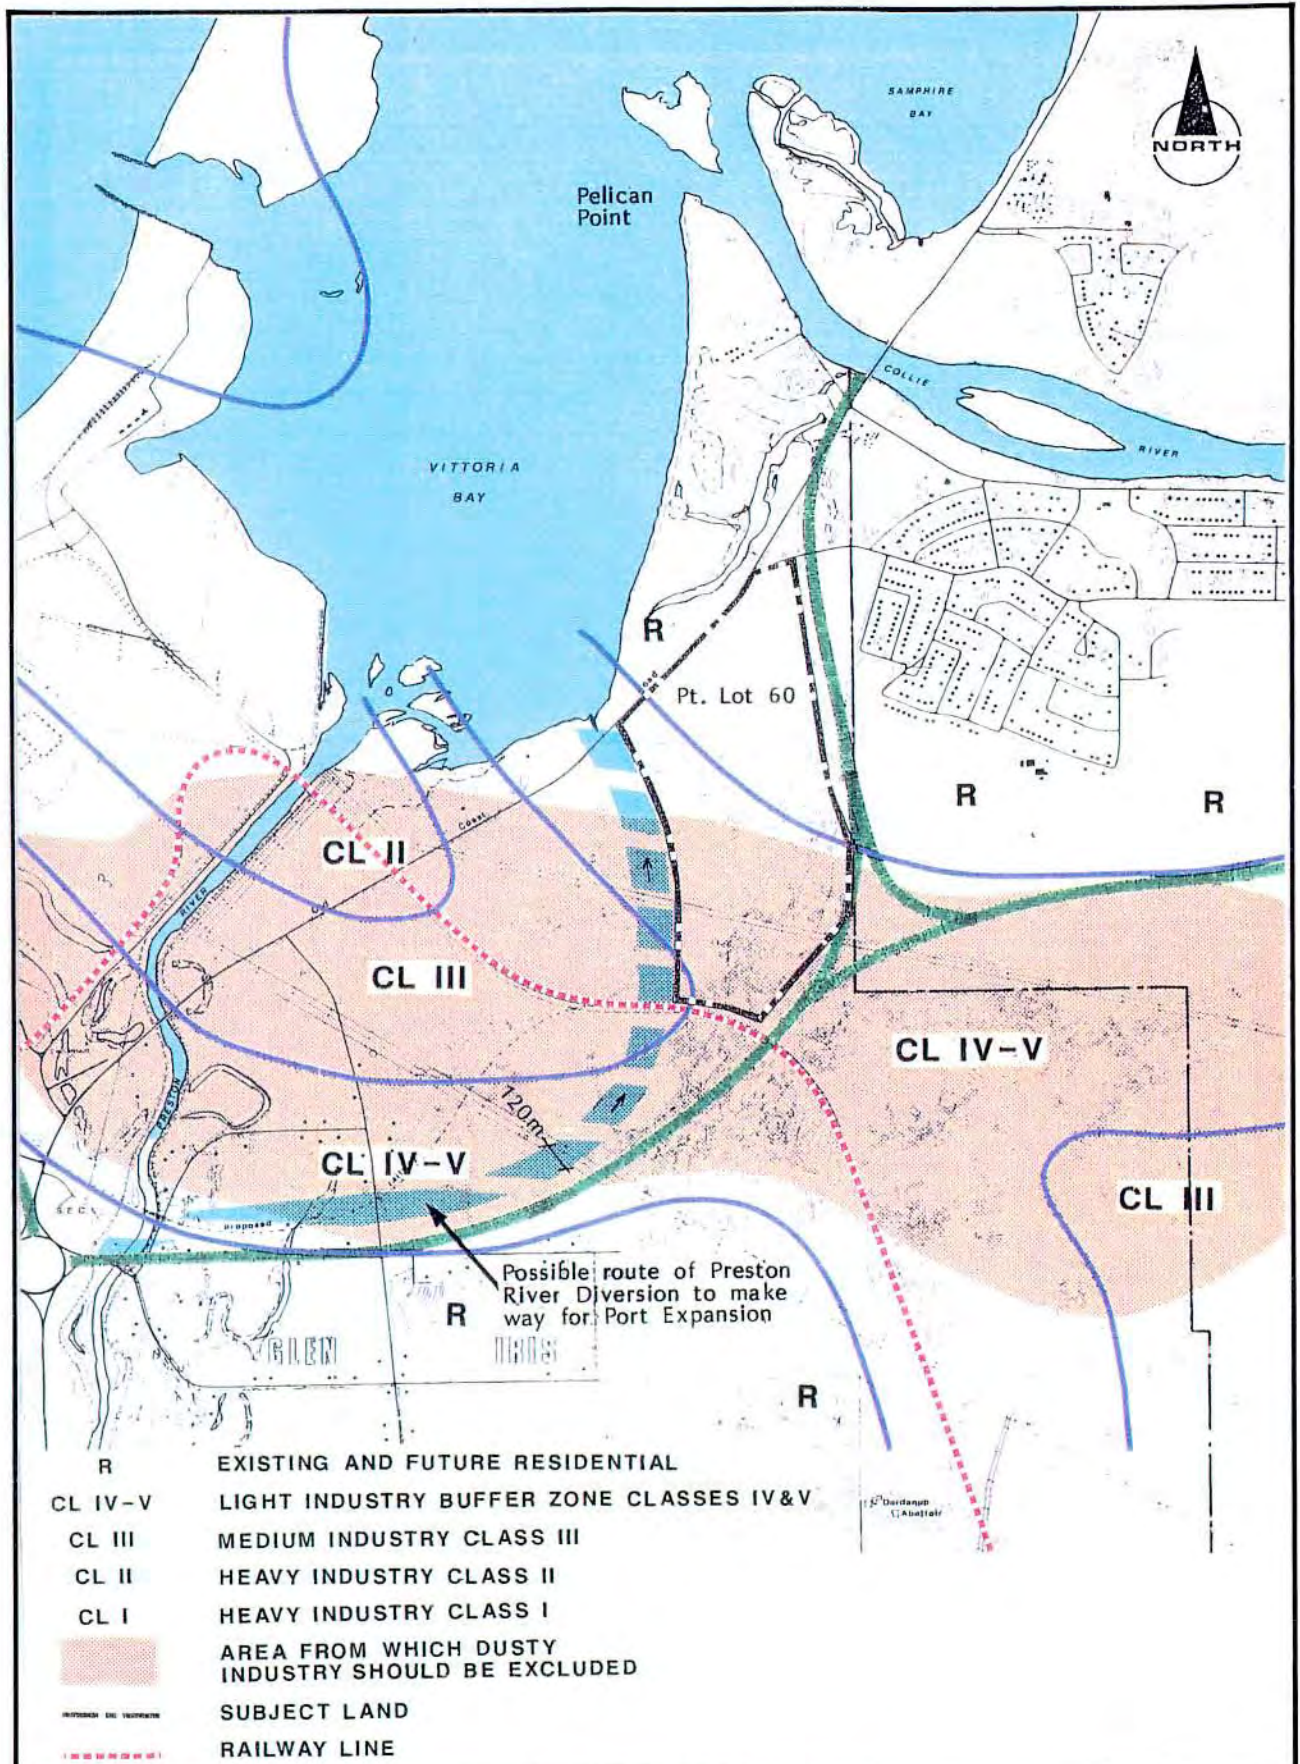 SAMPHIRE
BAY
NORTH
Pelican
Point
COLLIE
RIVER
VITTORIA
BAY
R
Pt. Lot 60
R
R
CL II
Coast
RIVER
CL III
CL IV-V
PRESTON
120m
CL IV-V
CL III
S.E.C.
Proposed
Possible route of Preston
River Diversion to make
way for Port Expansion
R
GLEN IRIS
R
R EXISTING AND FUTURE RESIDENTIAL
CL IV-V LIGHT INDUSTRY BUFFER ZONE CLASSES IV&V
Dardanup
Abattoir
CL III MEDIUM INDUSTRY CLASS III
CL II HEAVY INDUSTRY CLASS II
CL I HEAVY INDUSTRY CLASS I
AREA FROM WHICH DUSTY
INDUSTRY SHOULD BE EXCLUDED
SUBJECT LAND
RAILWAY LINE